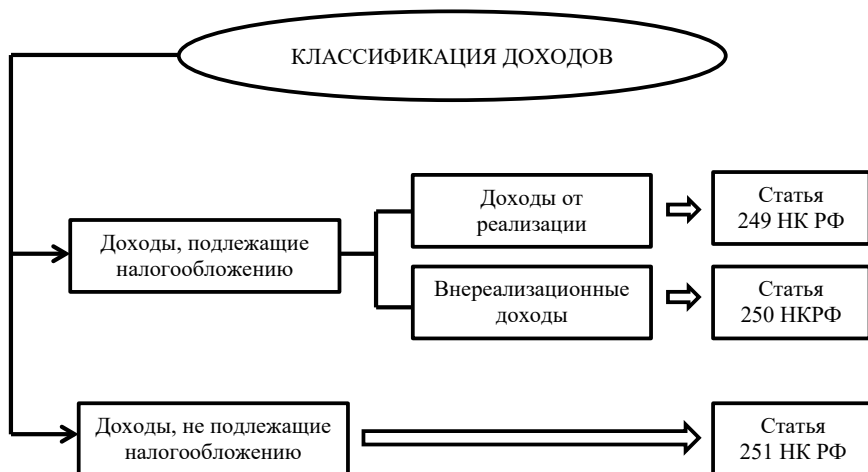 КЛАССИФИКАЦИЯ ДОХОДОВ
Доходы, подлежащие
налогообложению
Доходы от
реализации
Статья
249 НК РФ
Внереализационные
доходы
Статья
250 НКРФ
Доходы, не подлежащие
налогообложению
Статья
251 НК РФ